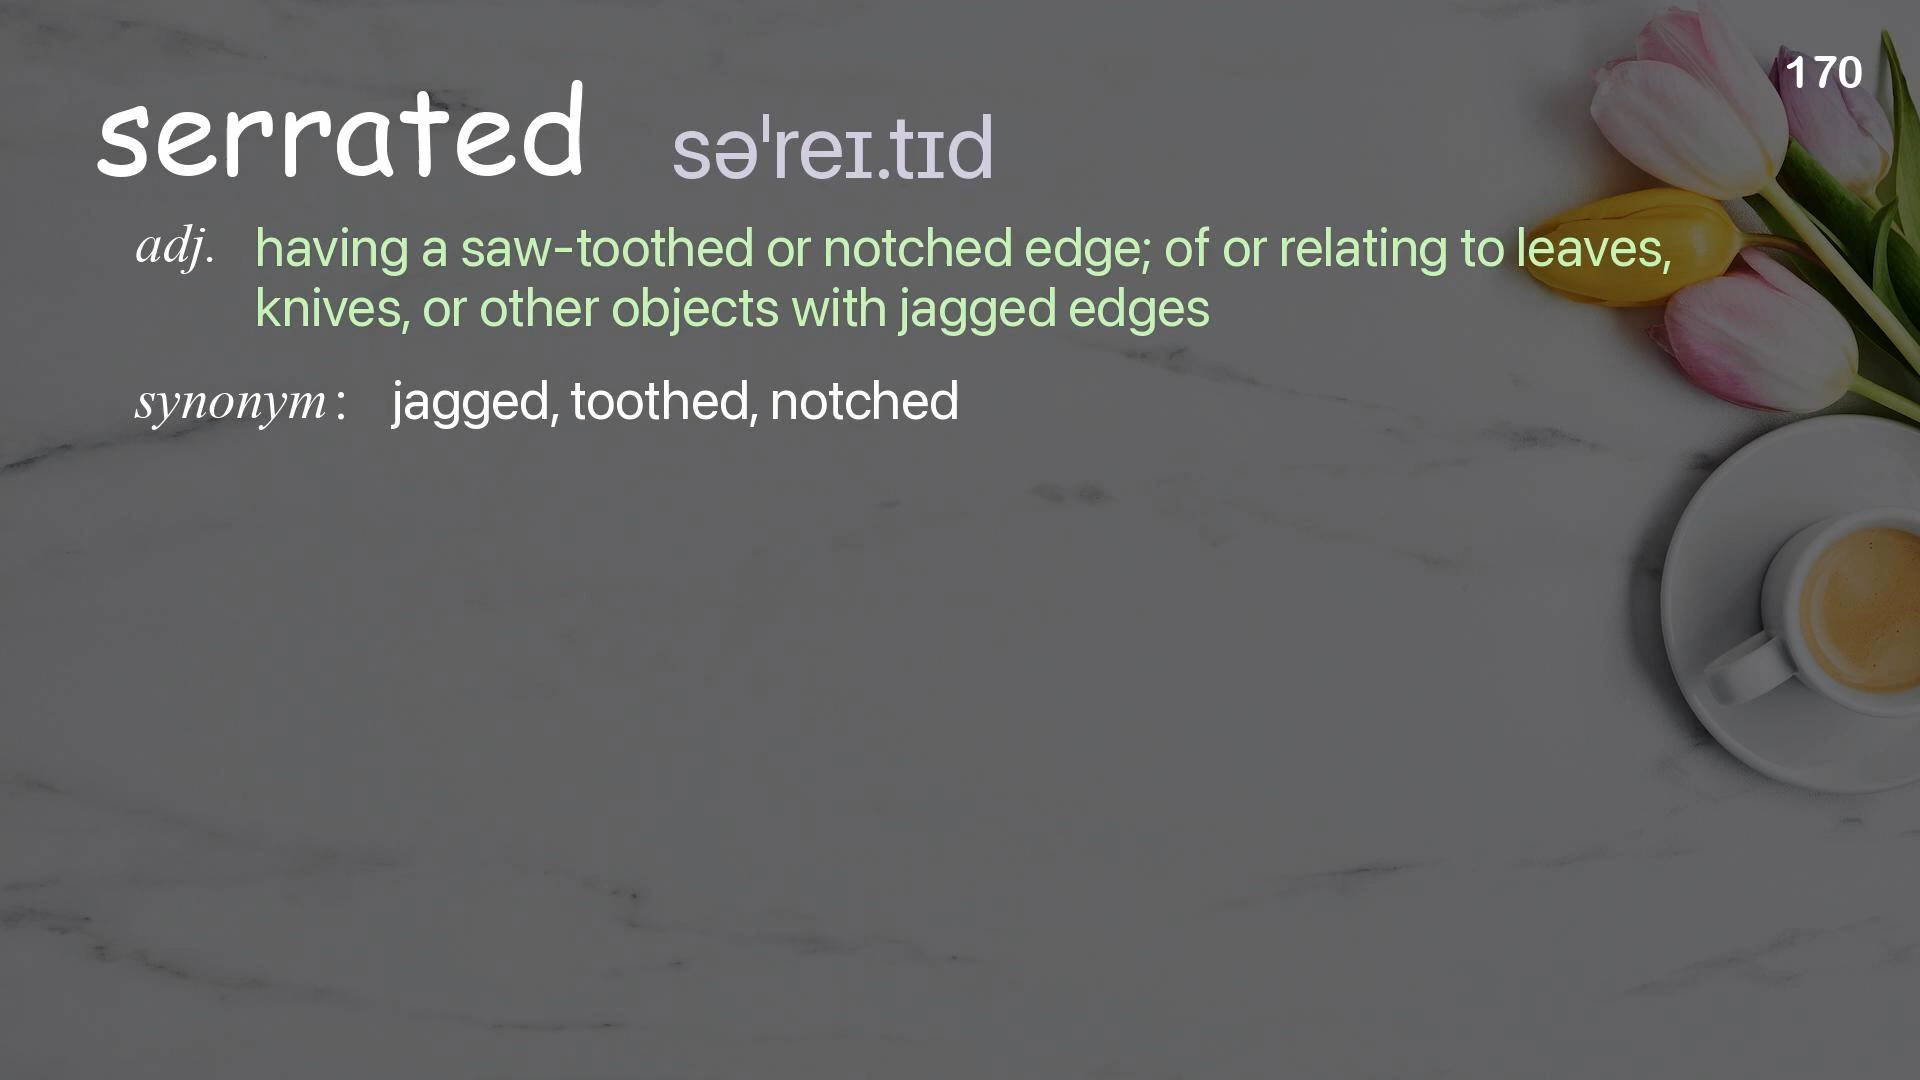 170
serrated səˈreɪ.tɪd
adj. having a saw-toothed or notched edge; of or relating to leaves,
knives, or other objects with jagged edges
synonym : jagged, toothed, notched